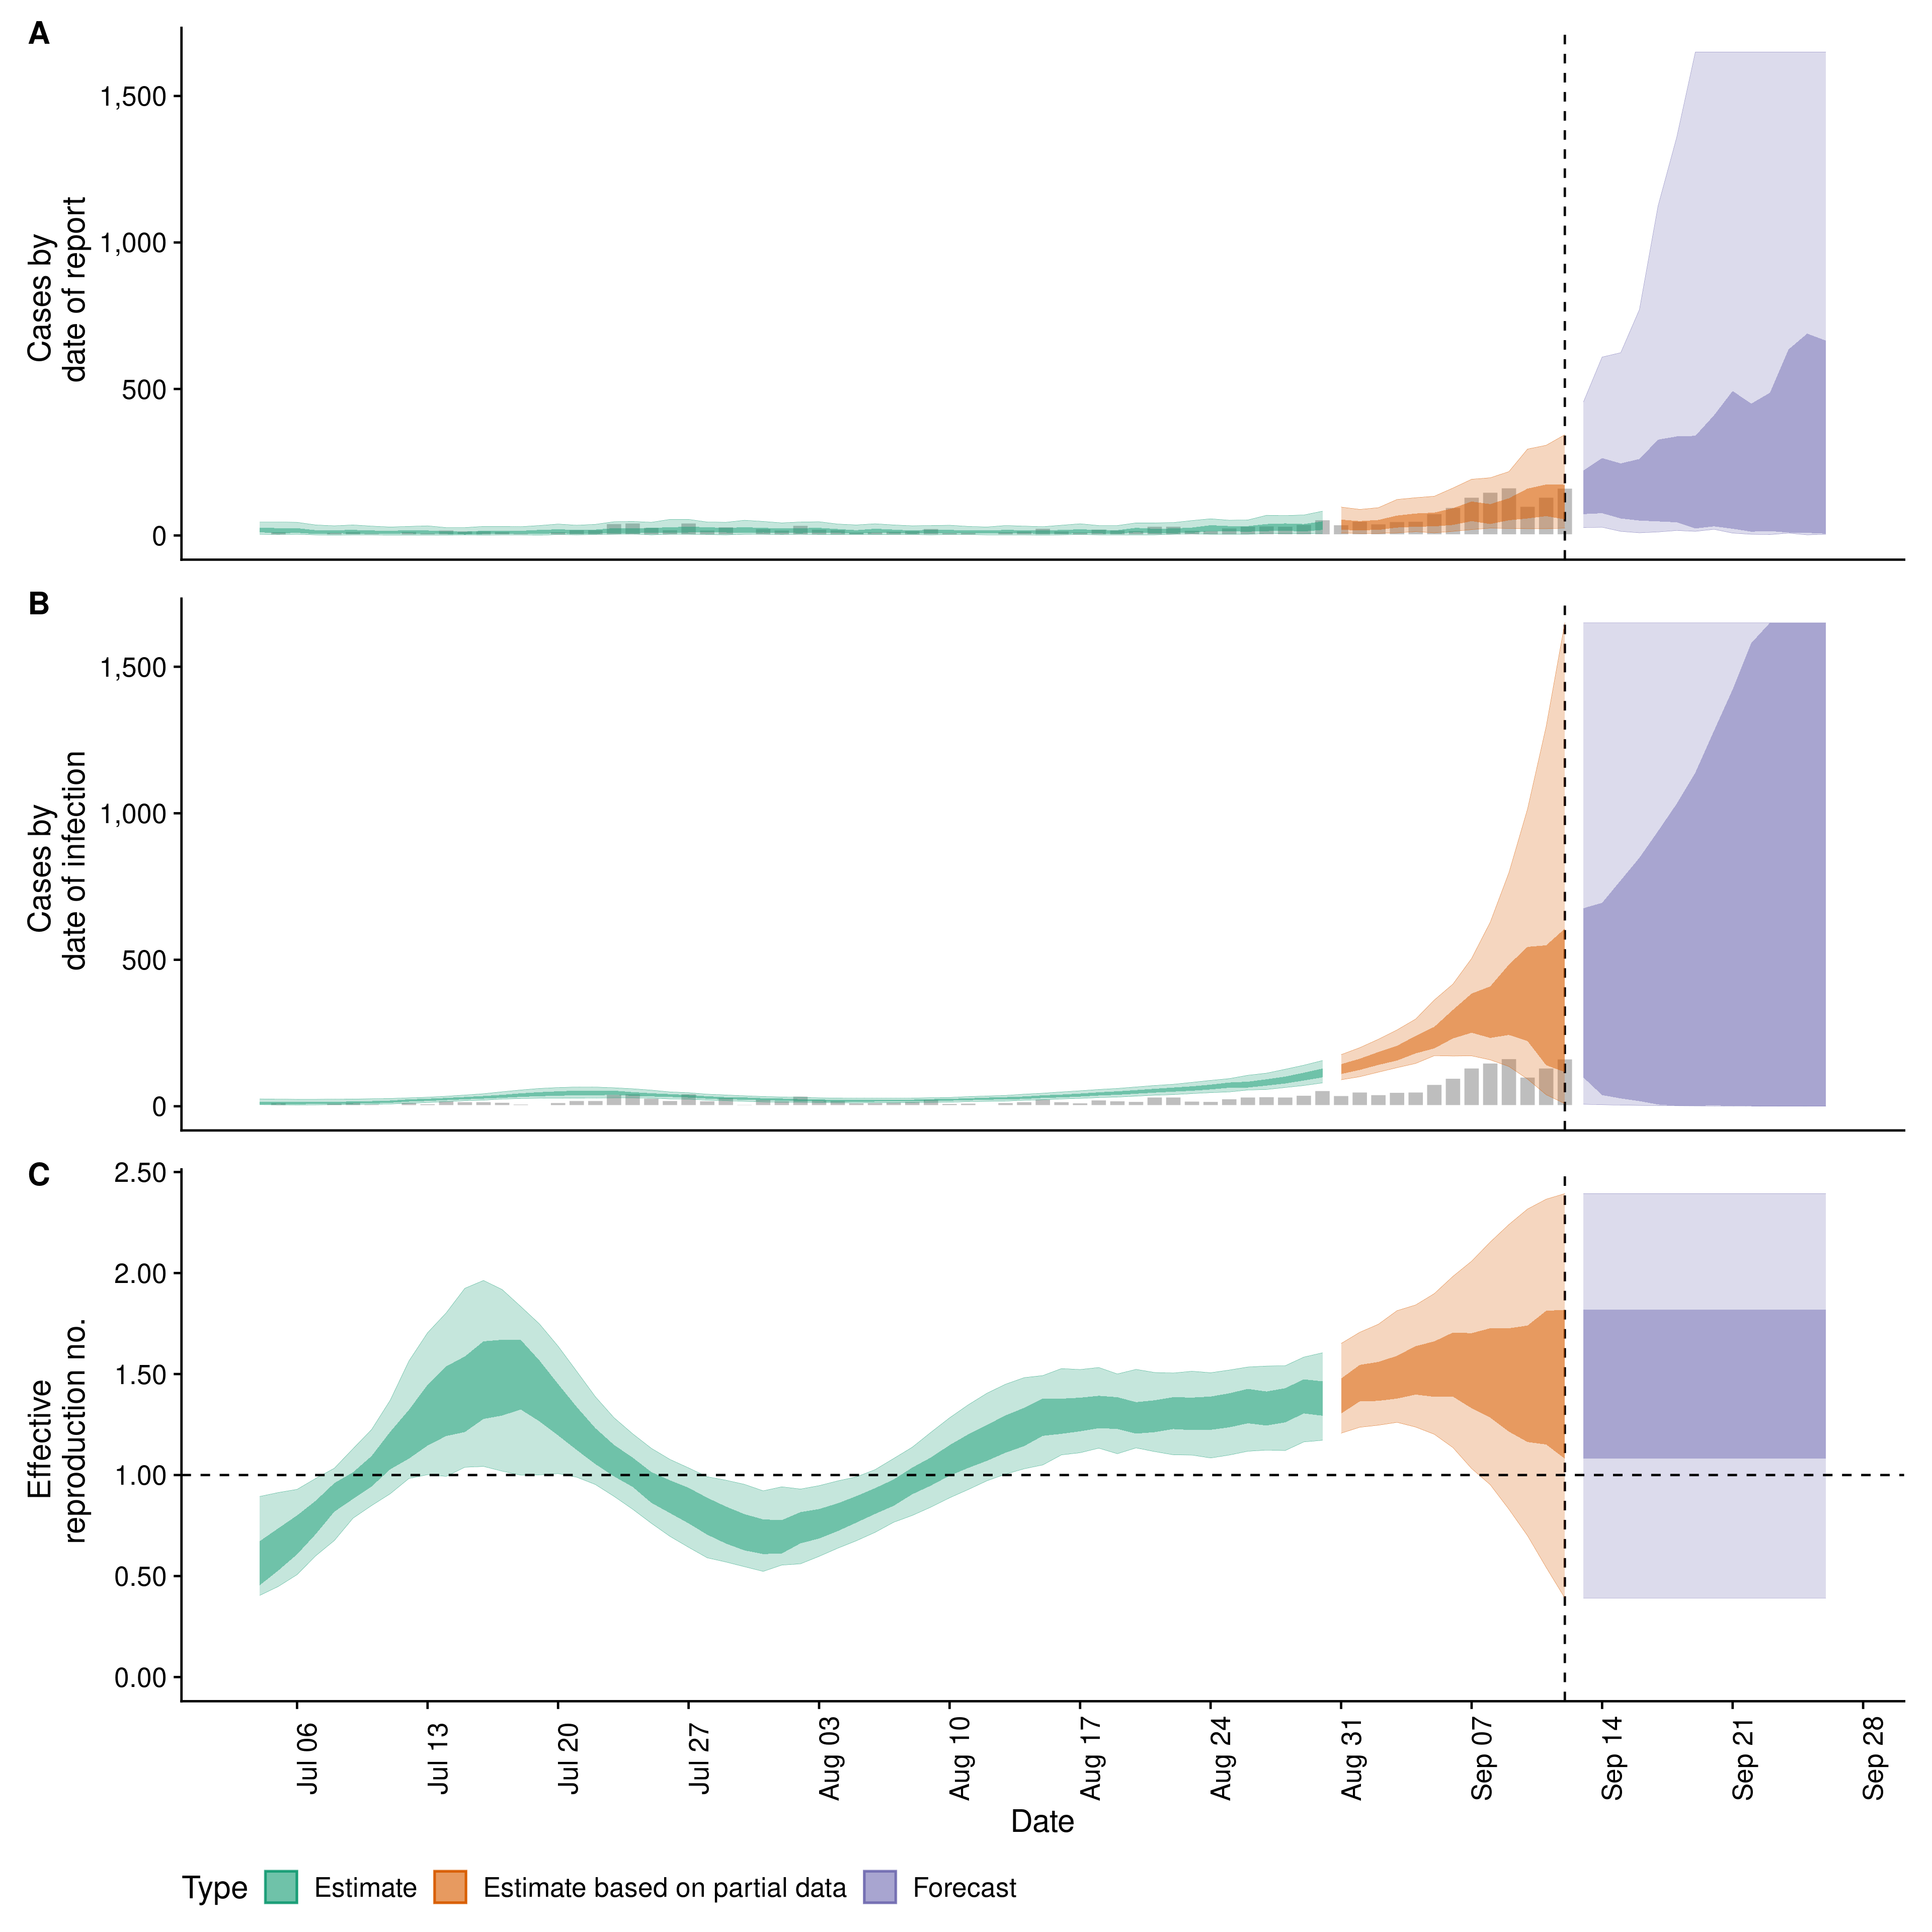 A
Cases by
date of report
1,500
1,000
500
0
B
Cases by
date of infection
1,500
1,000
500
0
C
Effective
reproduction no.
2.50
2.00
1.50
1.00
0.50
0.00
Jul 06
Jul 13
Jul 20
Jul 27
Aug 03
Aug 10
Aug 17
Aug 24
Aug 31
Sep 07
Sep 14
Sep 21
Sep 28
Date
Type Estimate Estimate based on partial data Forecast